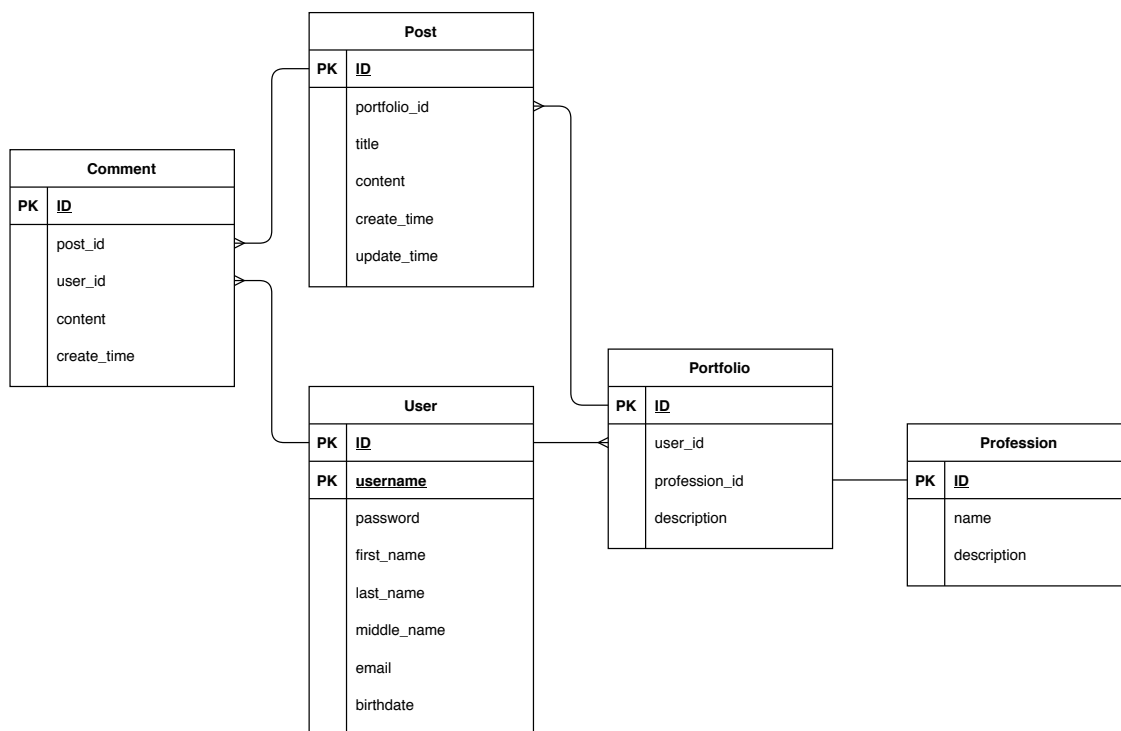 Post
PK ID
portfolio_id
title
content
create_time
update_time
Comment
PK ID
post_id
user_id
content
create_time
User
PK ID
PK username
password
first_name
last_name
middle_name
email
birthdate
Portfolio
PK ID
user_id
profession_id
description
Profession
PK ID
name
description